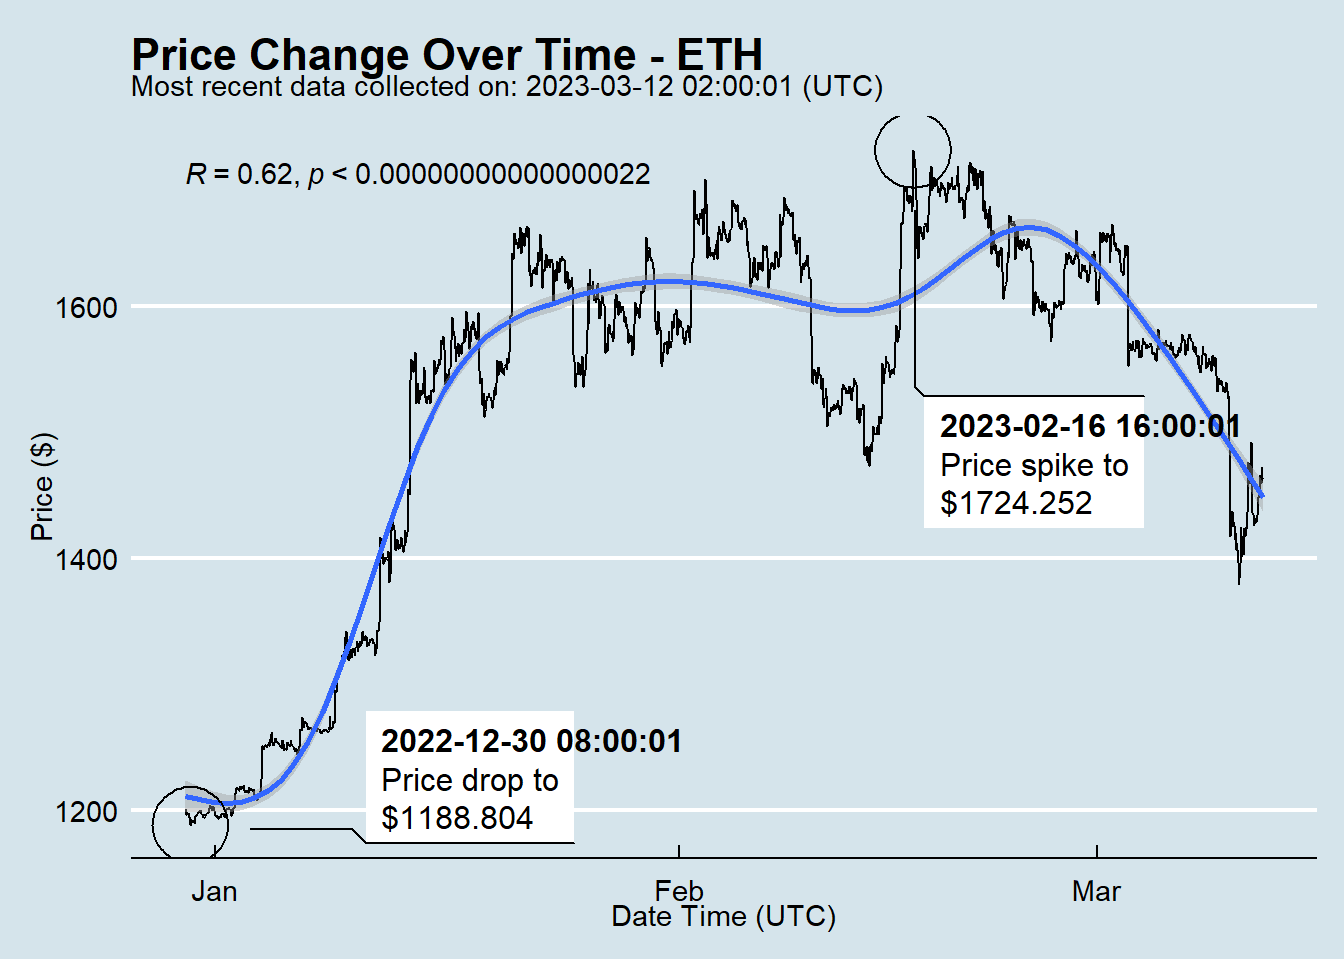 Price Change Over Time - ETH
Most recent data collected on: 2023-03-12 02:00:01 (UTC)
R = 0.62, p < 0.00000000000000022
1600
1400
1200
Price ($)
2023-02-16 16:00:01
Price spike to
$1724.252
2022-12-30 08:00:01
Price drop to
$1188.804
Jan
Feb
Mar
Date Time (UTC)